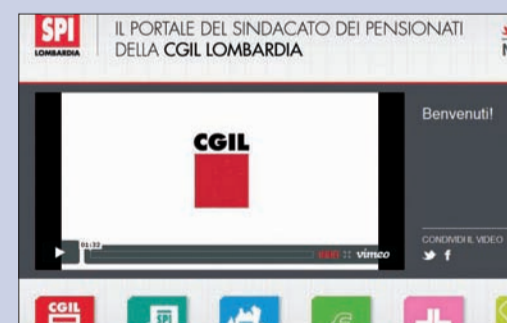 SPI
LOMBARDIA
IL PORTALE DEL SINDACATO DEI PENSIONATI
DELLA CGIL LOMBARDIA
Benvenuti!
CGIL
01:32
vimeo
CONDIVIDI IL VIDEO
CGIL
SPI